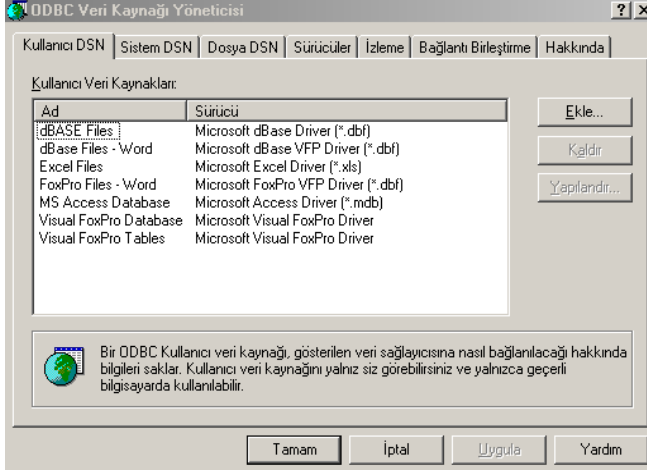 ODBC Veri Kaynağı Yöneticisi
Kullanıcı DSN Sistem DSN Dosya DSN Sürücüler İzleme Bağlantı Birleştirme Hakkında
Kullanıcı Veri Kaynakları:
Ad Sürücü
dBASE Files Microsoft dBase Driver (*.dbf)
dBase Files - Word Microsoft dBase VFP Driver (*.dbf)
Excel Files Microsoft Excel Driver (*.xls)
FoxPro Files - Word Microsoft FoxPro VFP Driver (*.dbf)
MS Access Database Microsoft Access Driver (*.mdb)
Visual FoxPro Database Microsoft Visual FoxPro Driver
Visual FoxPro Tables Microsoft Visual FoxPro Driver
Ekle...
Kaldır
Yapılandır...
Bir ODBC Kullanıcı veri kaynağı, gösterilen veri sağlayıcısına nasıl bağlanılacağı hakkında
bilgileri saklar. Kullanıcı veri kaynağını yalnız siz görebilirsiniz ve yalnızca geçerli
bilgisayarda kullanılabilir.
Tamam İptal Uygula Yardım